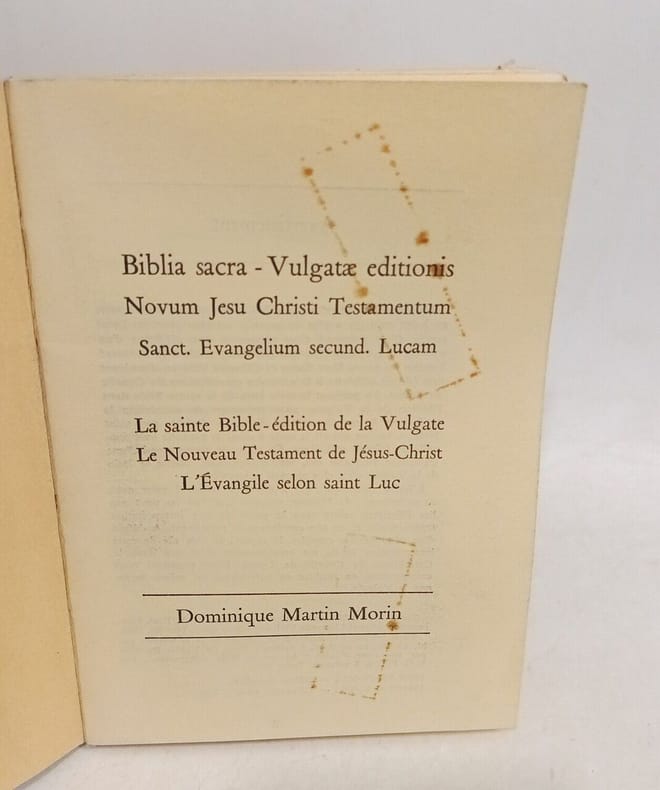 Biblia sacra - Vulgatæ editionis
Novum Jesu Christi Testamentum
Sanct. Evangelium secund. Lucam
La sainte Bible-édition de la Vulgate
Le Nouveau Testament de Jésus-Christ
L'Évangile selon saint Luc
Dominique Martin Morin